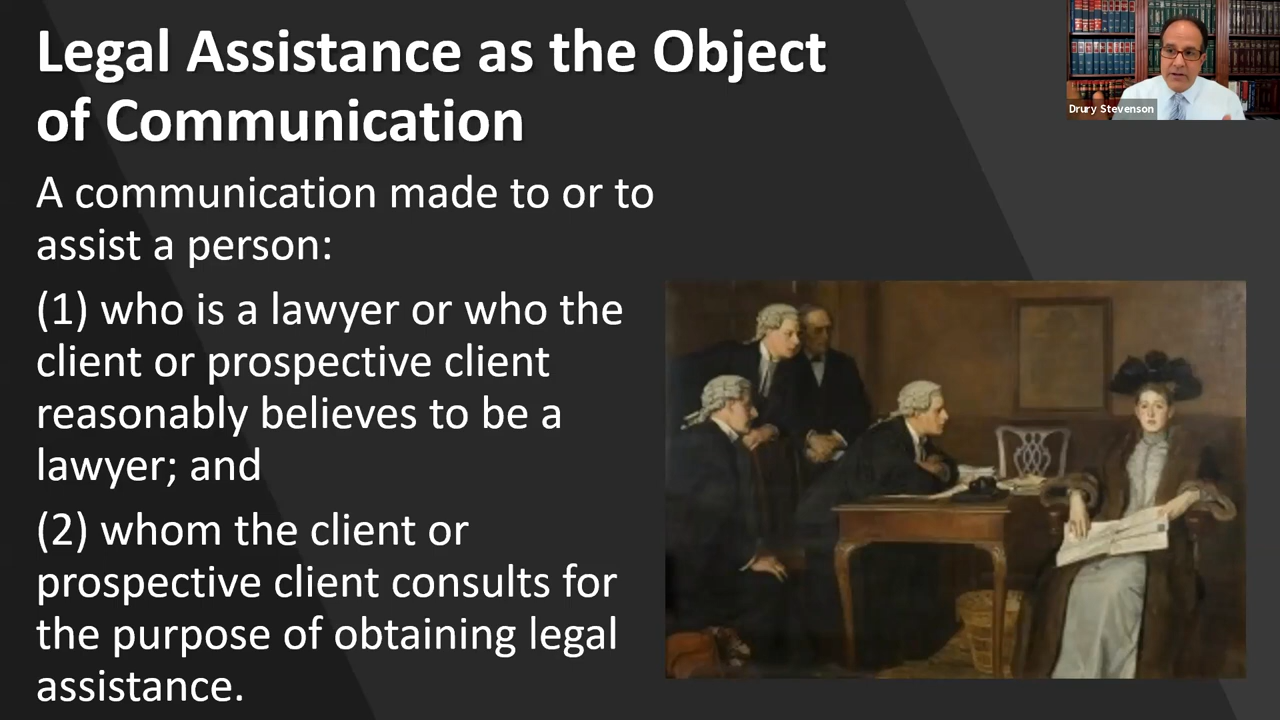 Legal Assistance as the Object
of Communication
A communication made to or to
assist a person:
(1) who is a lawyer or who the
client or prospective client
reasonably believes to be a
lawyer; and
(2) whom the client or
prospective client consults for
the purpose of obtaining legal
assistance.
Drury Stevenson